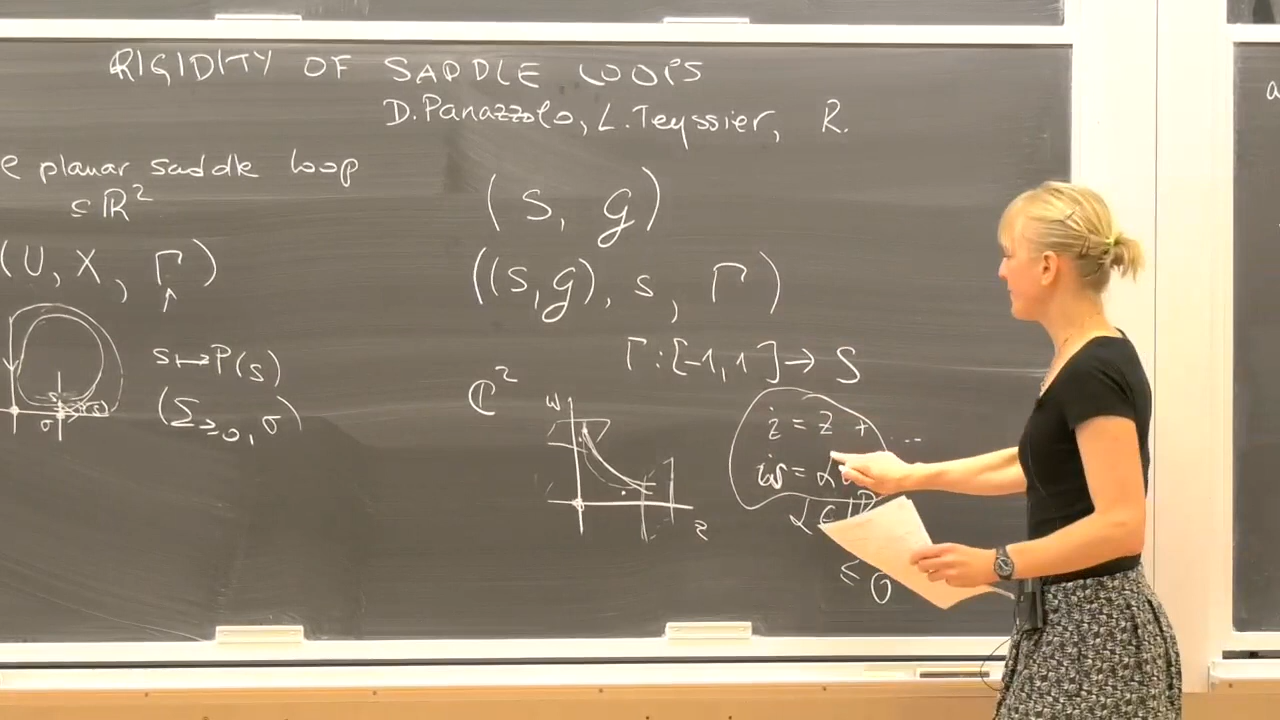 RIGIDITY OF SADDLE LOOPS
D. Panazzolo, L. Teyssier, R.
e planar saddle loop
⊆ ℝ²
(U, X, Γ)
↑
s ↦ P(s)
(Σ≥0, σ)
σ
(S, G)
((S, G), s, Γ)
Γ: [-1, 1] → S
ℂ²
w
z
ż = z + ...
ẇ = α
α ∈ ℝ
≤ 0
a